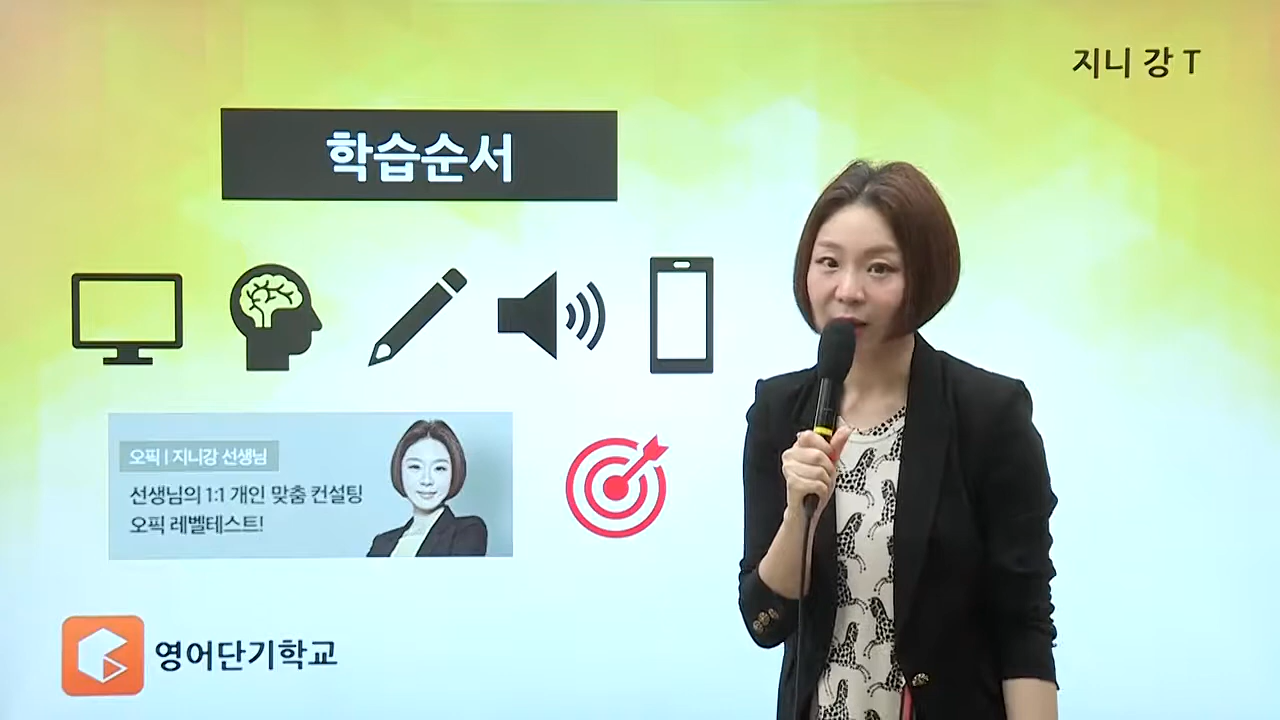 지니 강 T
학습순서
오픽 | 지니강 선생님
선생님의 1:1 개인 맞춤 컨설팅
오픽 레벨테스트!
영어단기학교